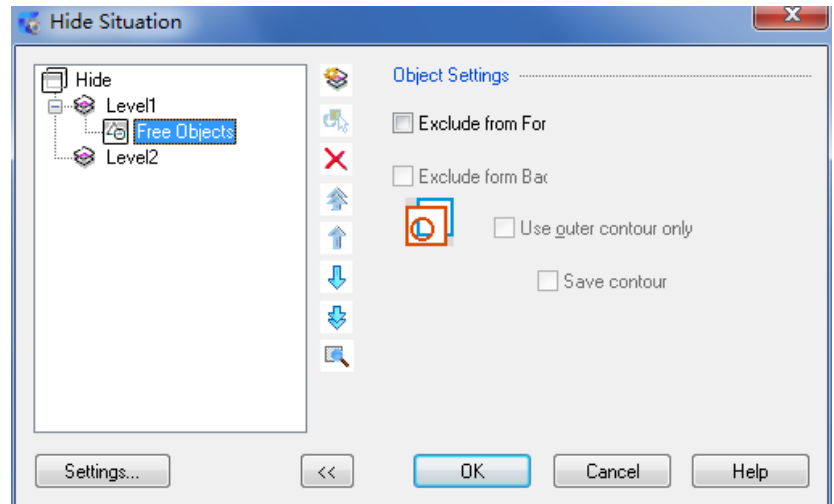 Hide Situation
Hide
Level1
Free Objects
Level2
Object Settings
Exclude from For
Exclude form Bac
Use outer contour only
Save contour
Settings...
<<
OK
Cancel
Help